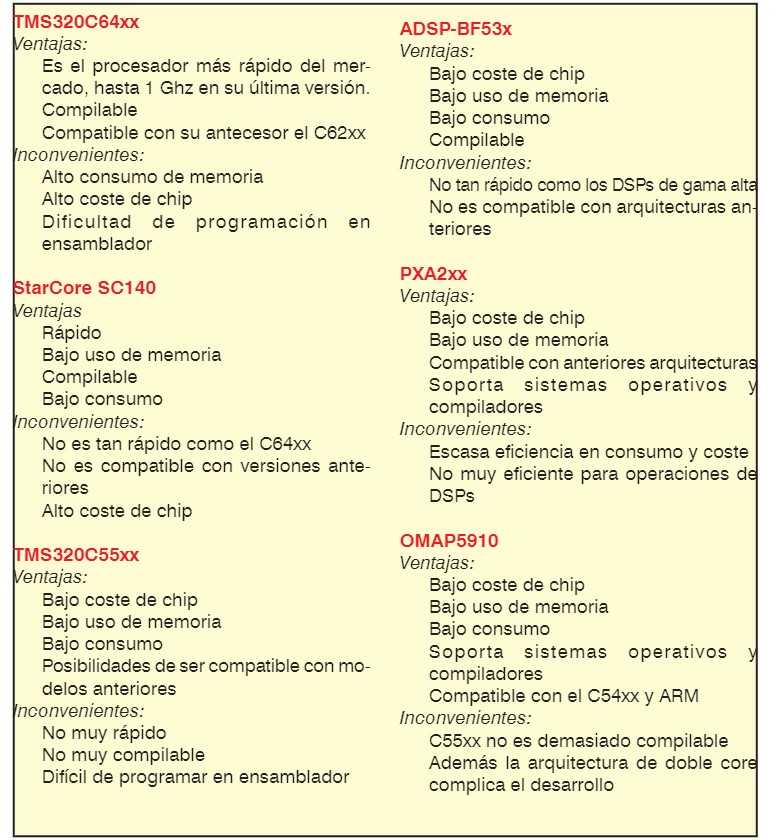 TMS320C64xx
Ventajas:
Es el procesador más rápido del mer-
cado, hasta 1 Ghz en su última versión.
Compilable
Compatible con su antecesor el C62xx
Inconvenientes:
Alto consumo de memoria
Alto coste de chip
Dificultad de programación en
ensamblador
StarCore SC140
Ventajas
Rápido
Bajo uso de memoria
Compilable
Bajo consumo
Inconvenientes:
No es tan rápido como el C64xx
No es compatible con versiones ante-
riores
Alto coste de chip
TMS320C55xx
Ventajas:
Bajo coste de chip
Bajo uso de memoria
Bajo consumo
Posibilidades de ser compatible con mo-
delos anteriores
Inconvenientes:
No muy rápido
No muy compilable
Difícil de programar en ensamblador
ADSP-BF53x
Ventajas:
Bajo coste de chip
Bajo uso de memoria
Bajo consumo
Compilable
Inconvenientes:
No tan rápido como los DSPs de gama alta
No es compatible con arquitecturas an-
teriores
PXA2xx
Ventajas:
Bajo coste de chip
Bajo uso de memoria
Compatible con anteriores arquitecturas
Soporta sistemas operativos y
compiladores
Inconvenientes:
Escasa eficiencia en consumo y coste
No muy eficiente para operaciones de
DSPs
OMAP5910
Ventajas:
Bajo coste de chip
Bajo uso de memoria
Bajo consumo
Soporta sistemas operativos y
compiladores
Compatible con el C54xx y ARM
Inconvenientes:
C55xx no es demasiado compilable
Además la arquitectura de doble core
complica el desarrollo